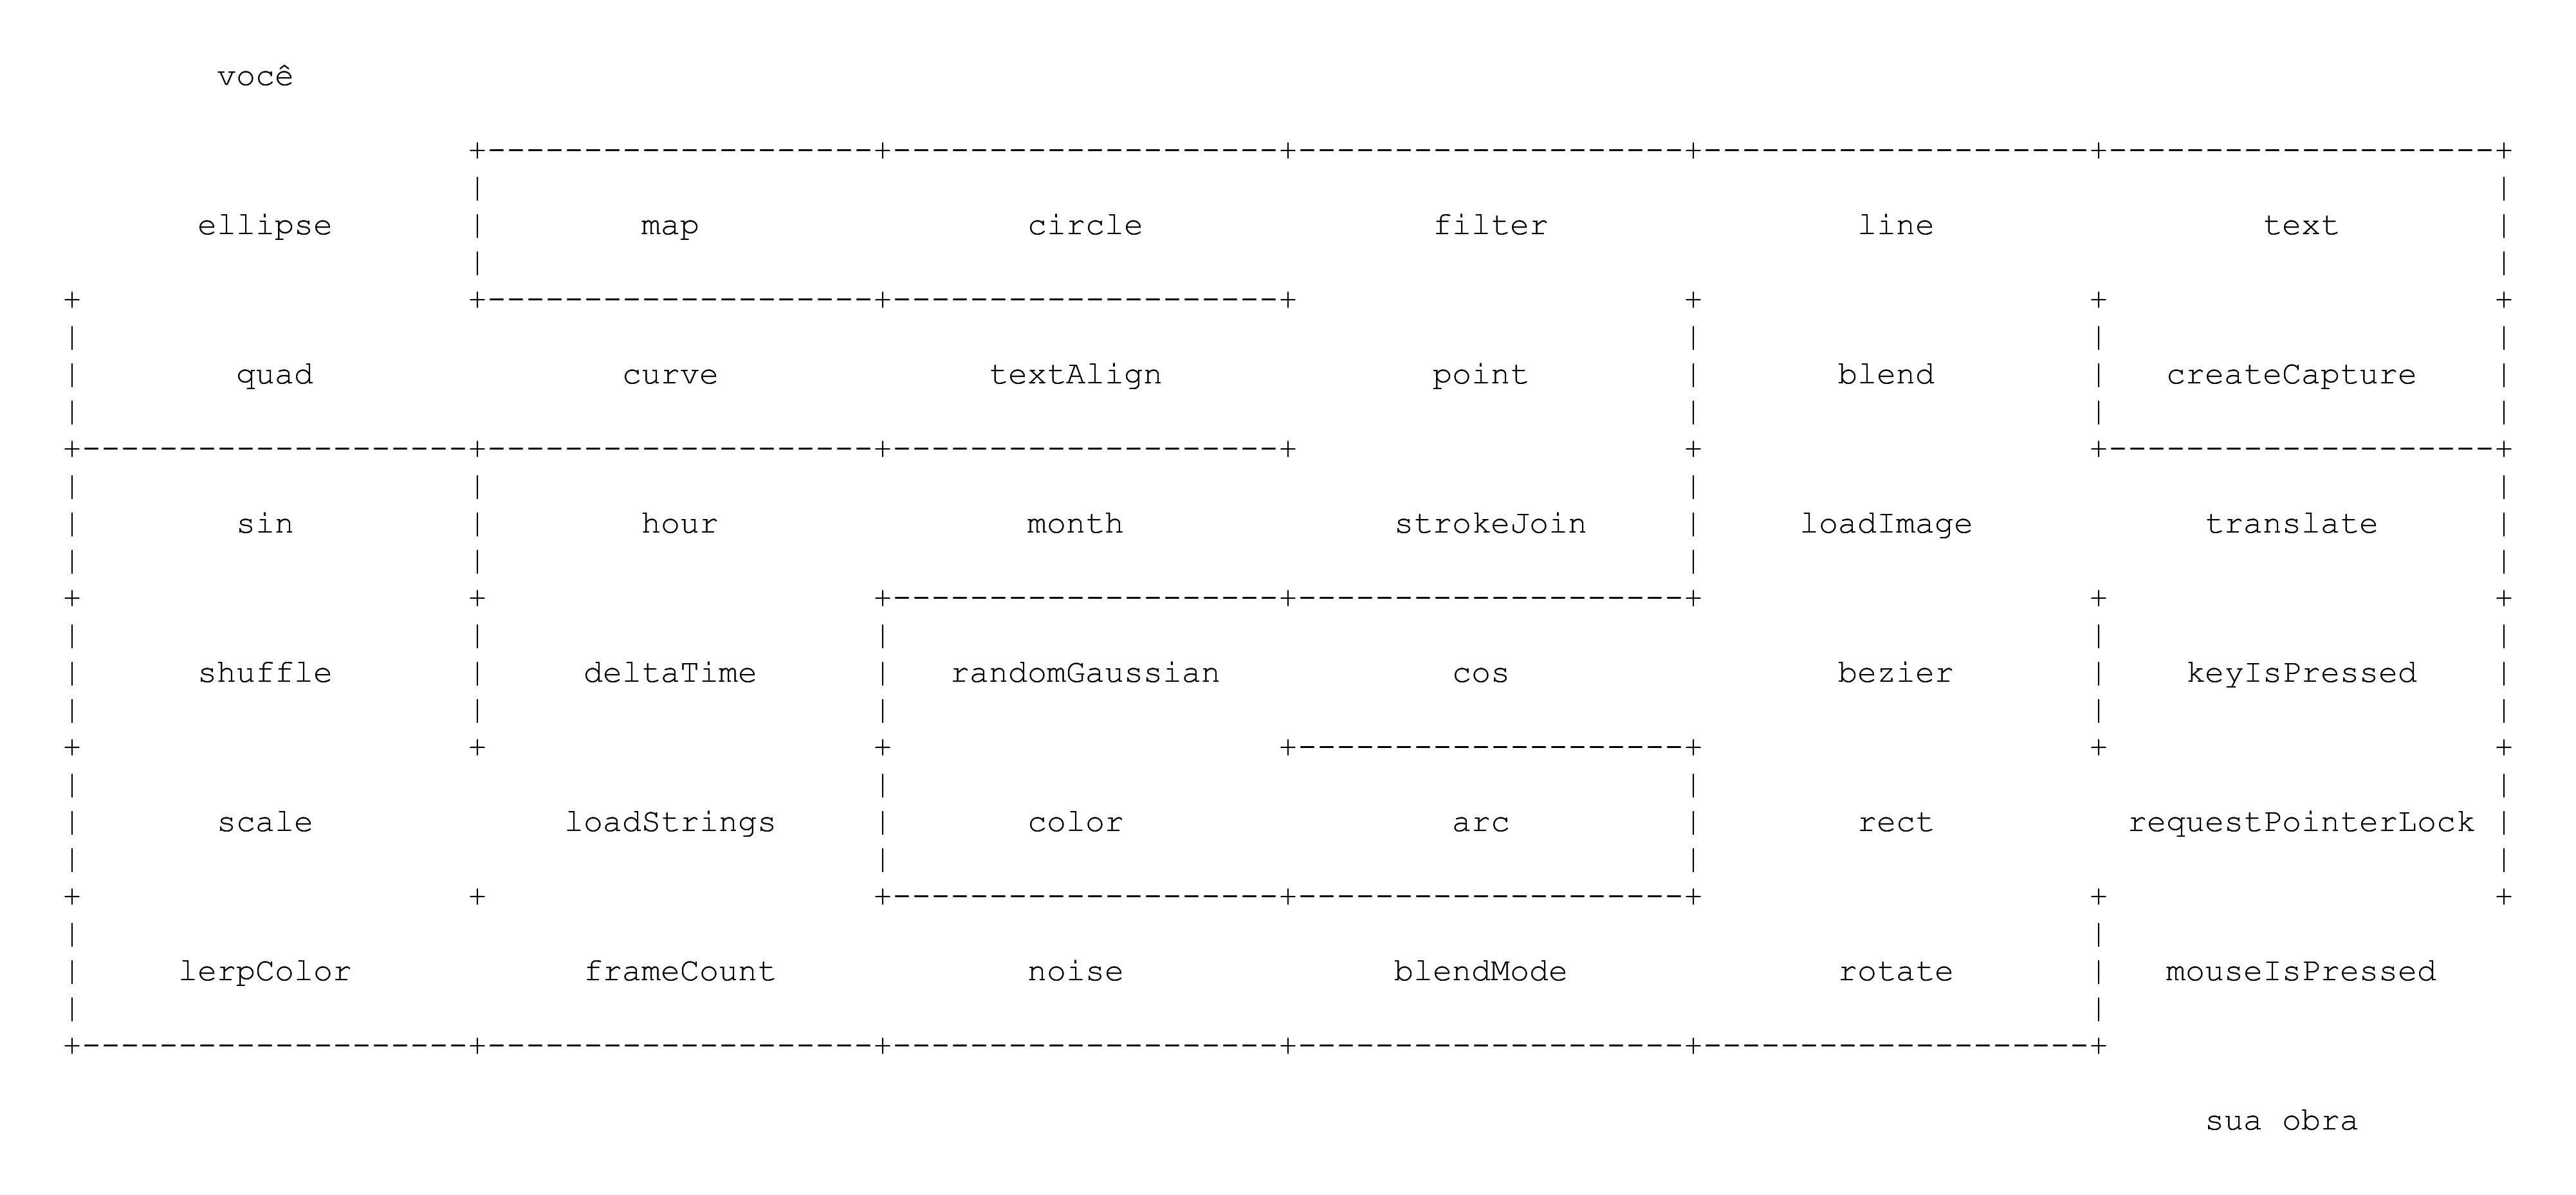 você
ellipse map circle filter line text
quad curve textAlign point blend createCapture
sin hour month strokeJoin loadImage translate
shuffle deltaTime randomGaussian cos bezier keyIsPressed
scale loadStrings color arc rect requestPointerLock
lerpColor frameCount noise blendMode rotate mouseIsPressed
sua obra